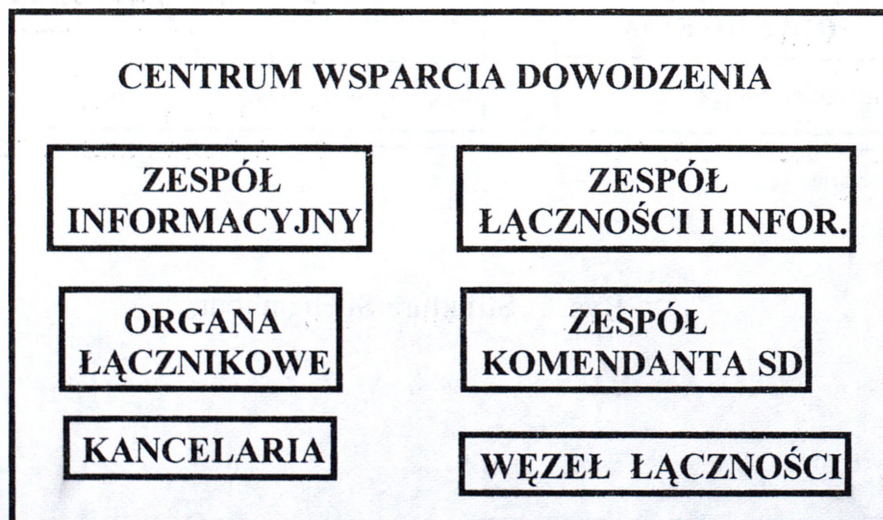 CENTRUM WSPARCIA DOWODZENIA
ZESPÓŁ
INFORMACYJNY
ZESPÓŁ
ŁĄCZNOŚCI I INFOR.
ORGANA
ŁĄCZNIKOWE
ZESPÓŁ
KOMENDANTA SD
KANCELARIA
WĘZEŁ ŁĄCZNOŚCI